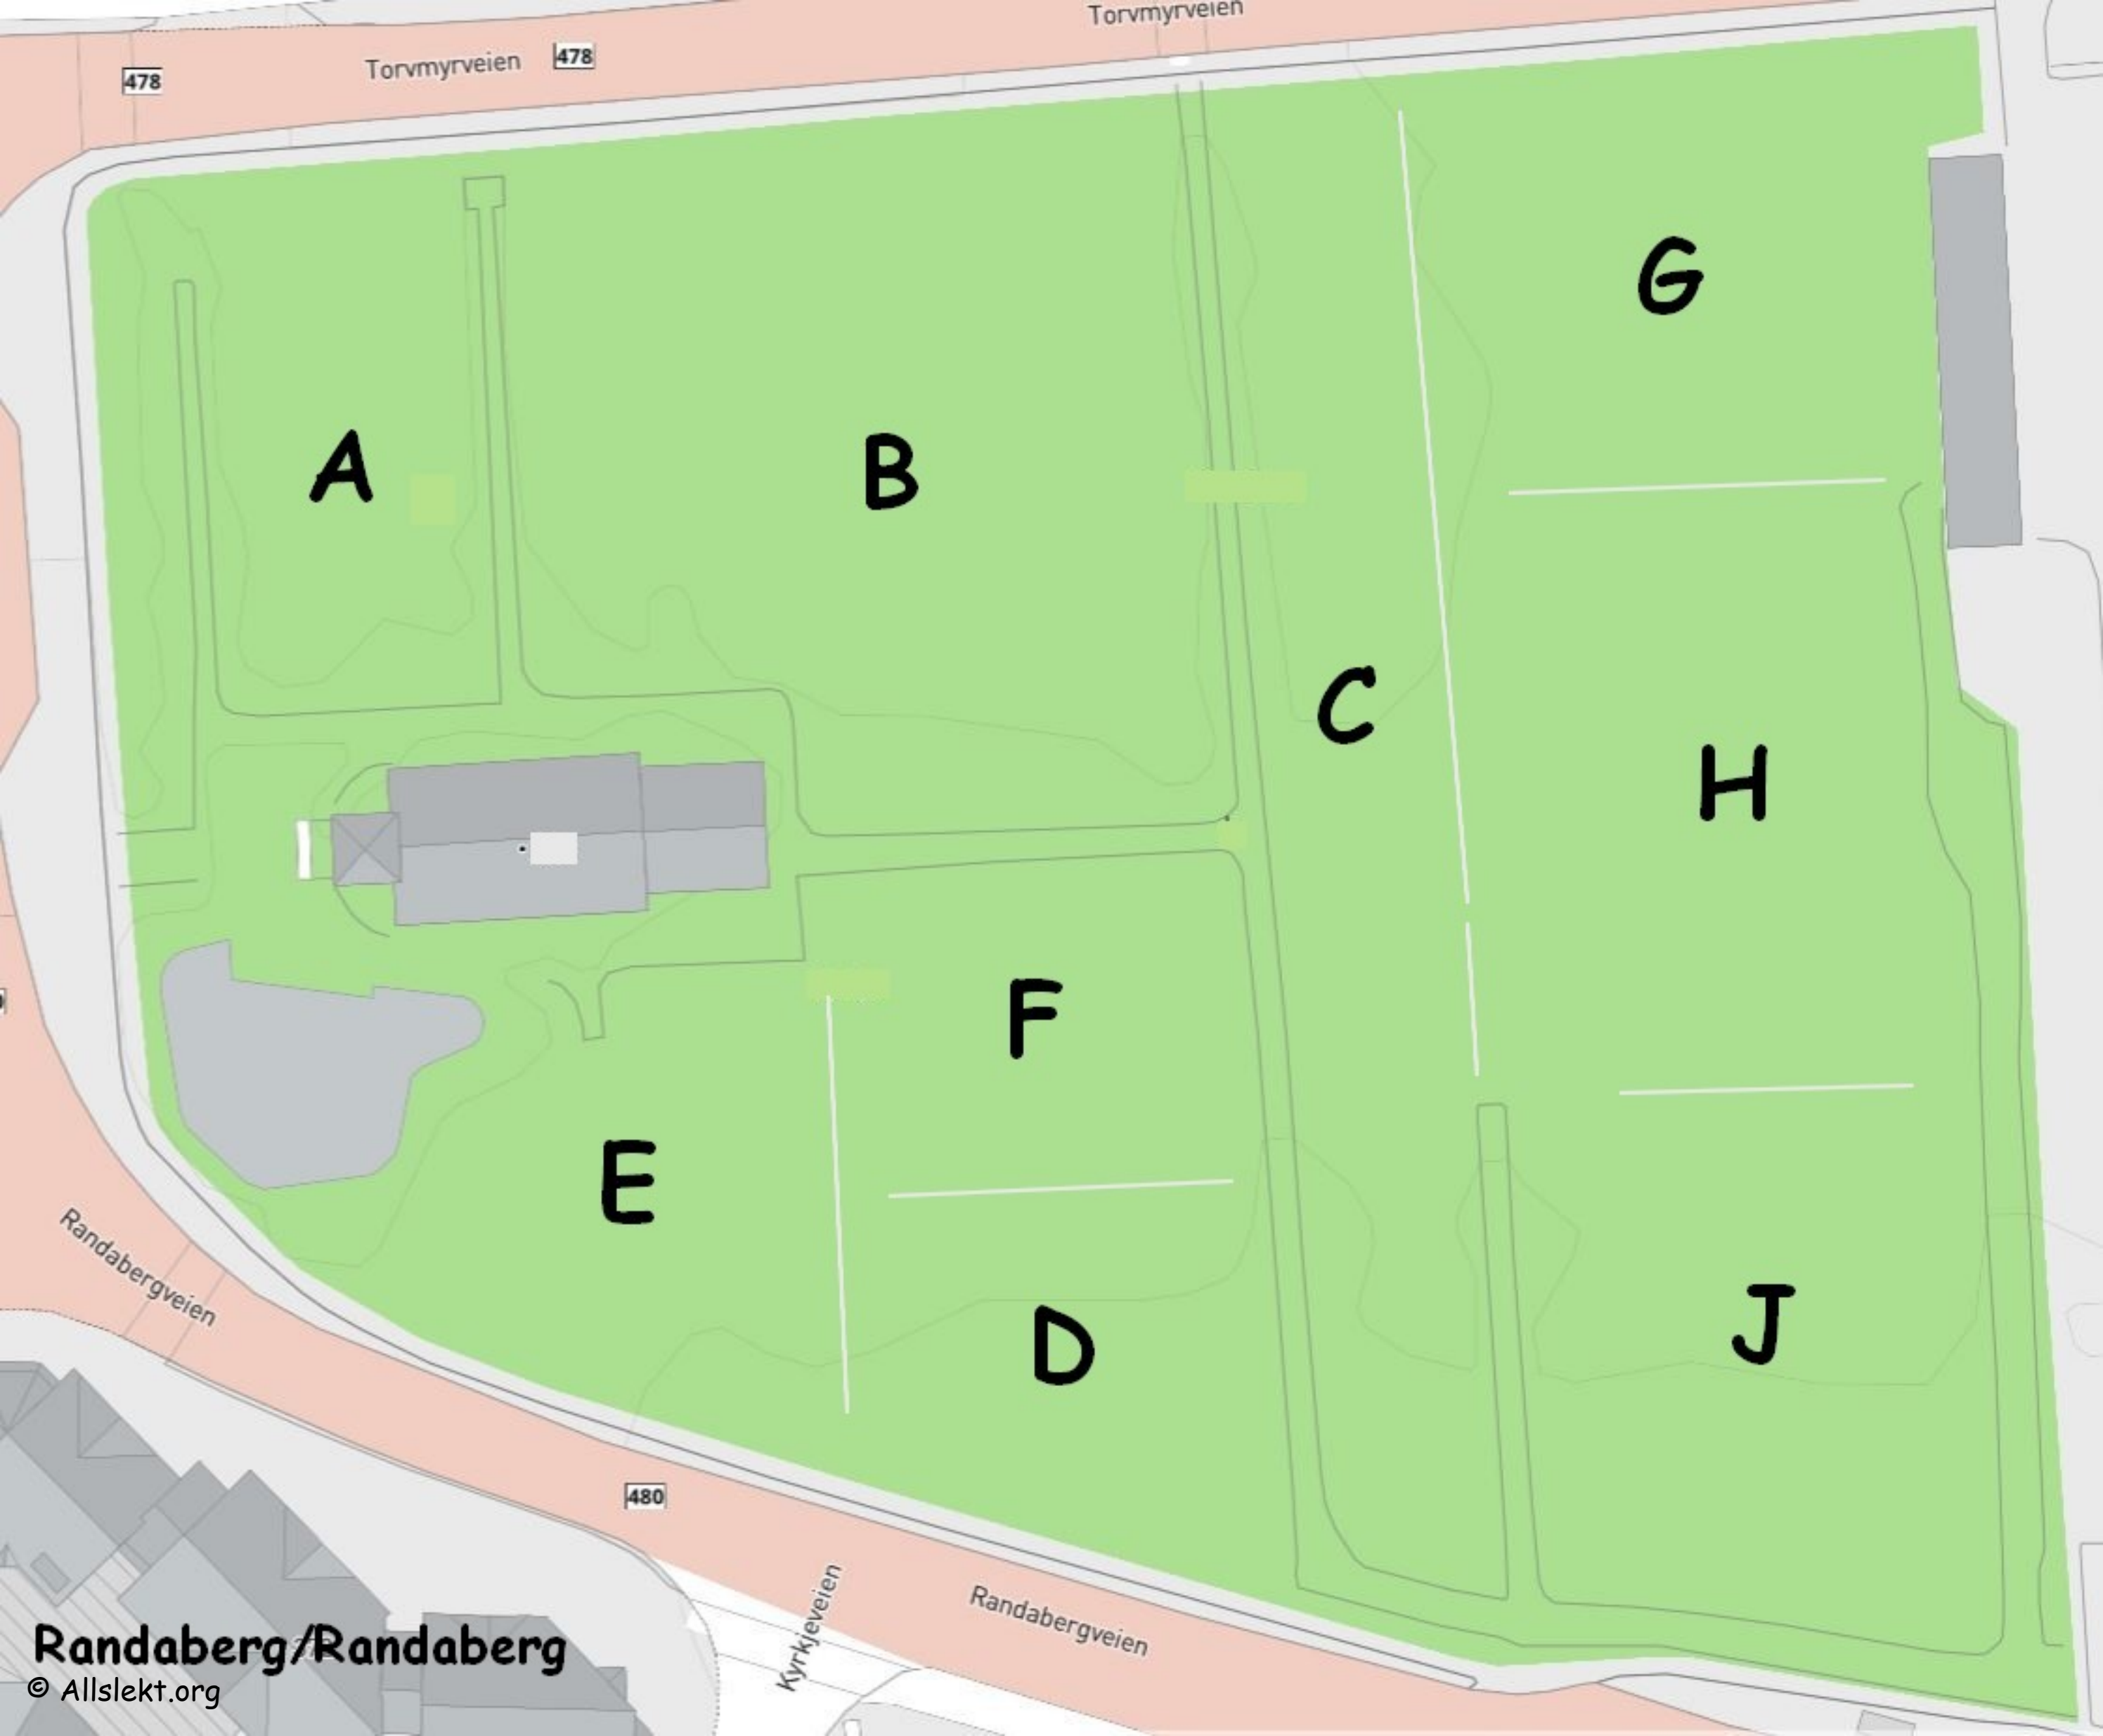 Torvmyrveien
Torvmyrveien 478
478
G
A
B
C
H
F
E
D
J
Randabergveien
480
Kyrkjeveien
Randabergveien
Randaberg/Randaberg
© Allslekt.org